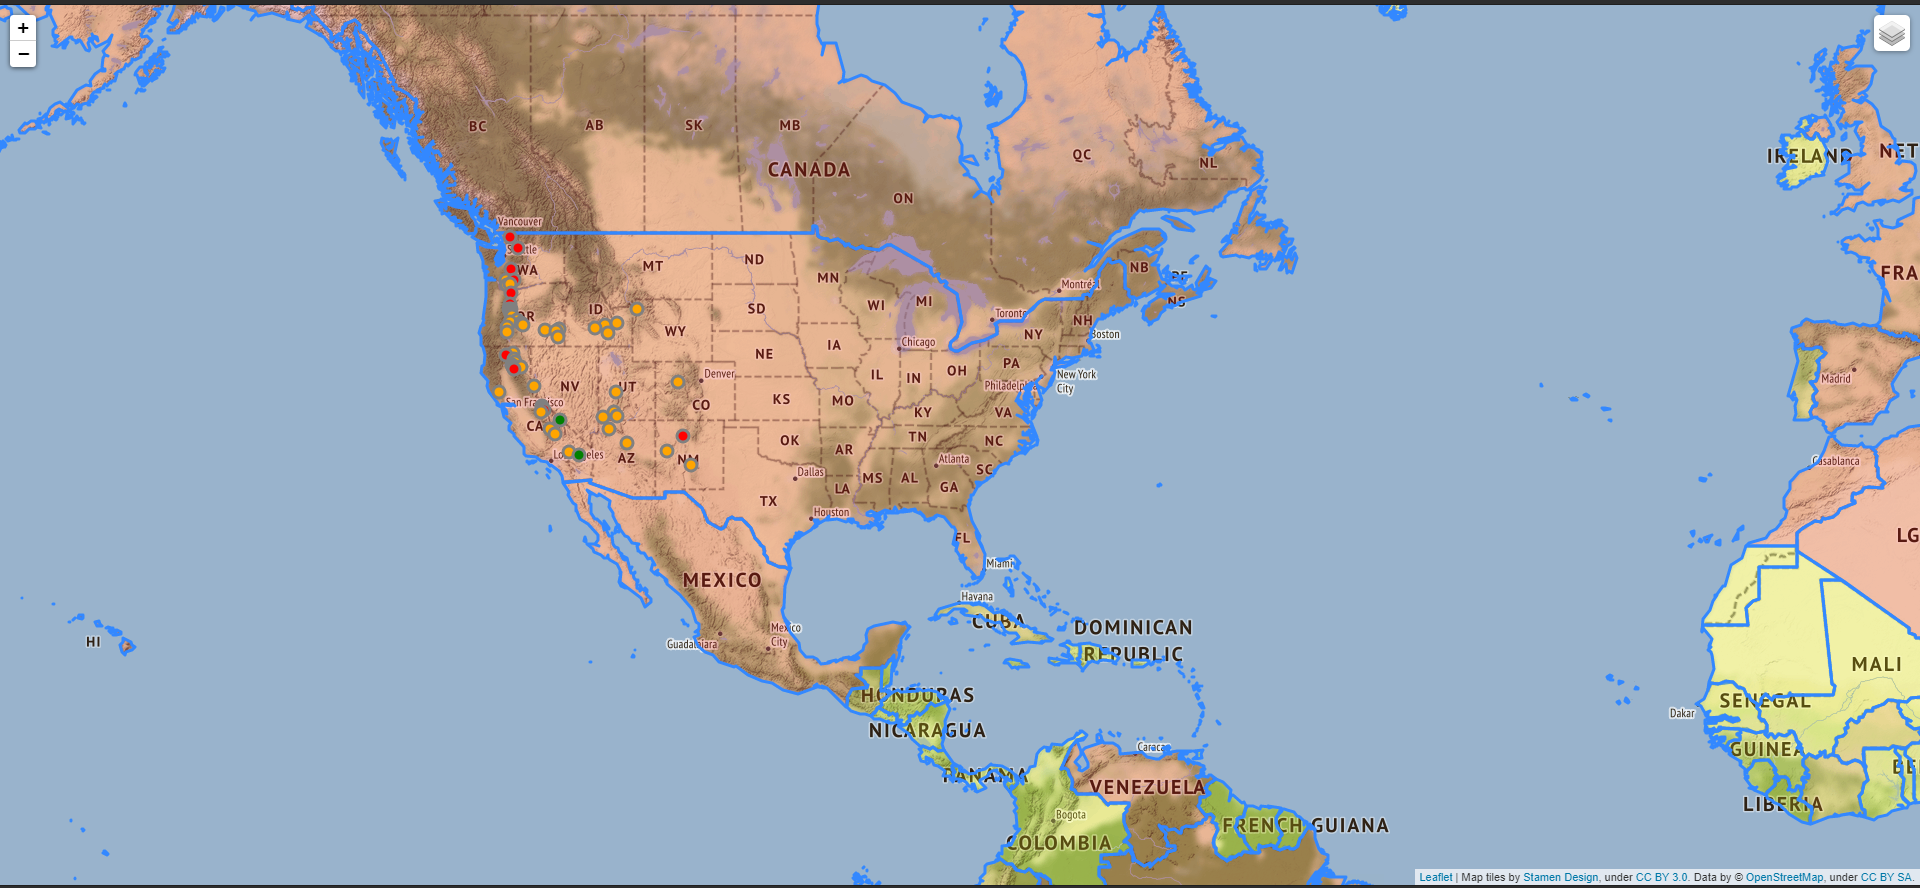 +
−
BC
AB
SK
MB
CANADA
ON
QC
NL
IRELAND
NET
Vancouver
Seattle
WA
MT
ND
MN
NB
PE
NS
FRA
Montréal
ID
OR
SD
WI
MI
Toronto
NH
Boston
WY
NY
IA
Chicago
NE
PA
Denver
NV
UT
IL
IN
OH
New York
City
Philadelphia
Madrid
San Francisco
CO
KS
MO
KY
VA
CA
OK
TN
NC
AR
Los Angeles
AZ
NM
Atlanta
Casablanca
Dallas
MS
AL
SC
LA
GA
TX
Houston
LG
FL
Miami
MEXICO
Havana
CUBA
DOMINICAN
REPUBLIC
HI
Guadalajara
Mexico
City
MALI
HONDURAS
SENEGAL
Dakar
NICARAGUA
Caracas
GUINEA
PANAMA
VENEZUELA
BE
LIBERIA
Bogota
FRENCH GUIANA
COLOMBIA
Leaflet | Map tiles by Stamen Design, under CC BY 3.0. Data by © OpenStreetMap, under CC BY SA.